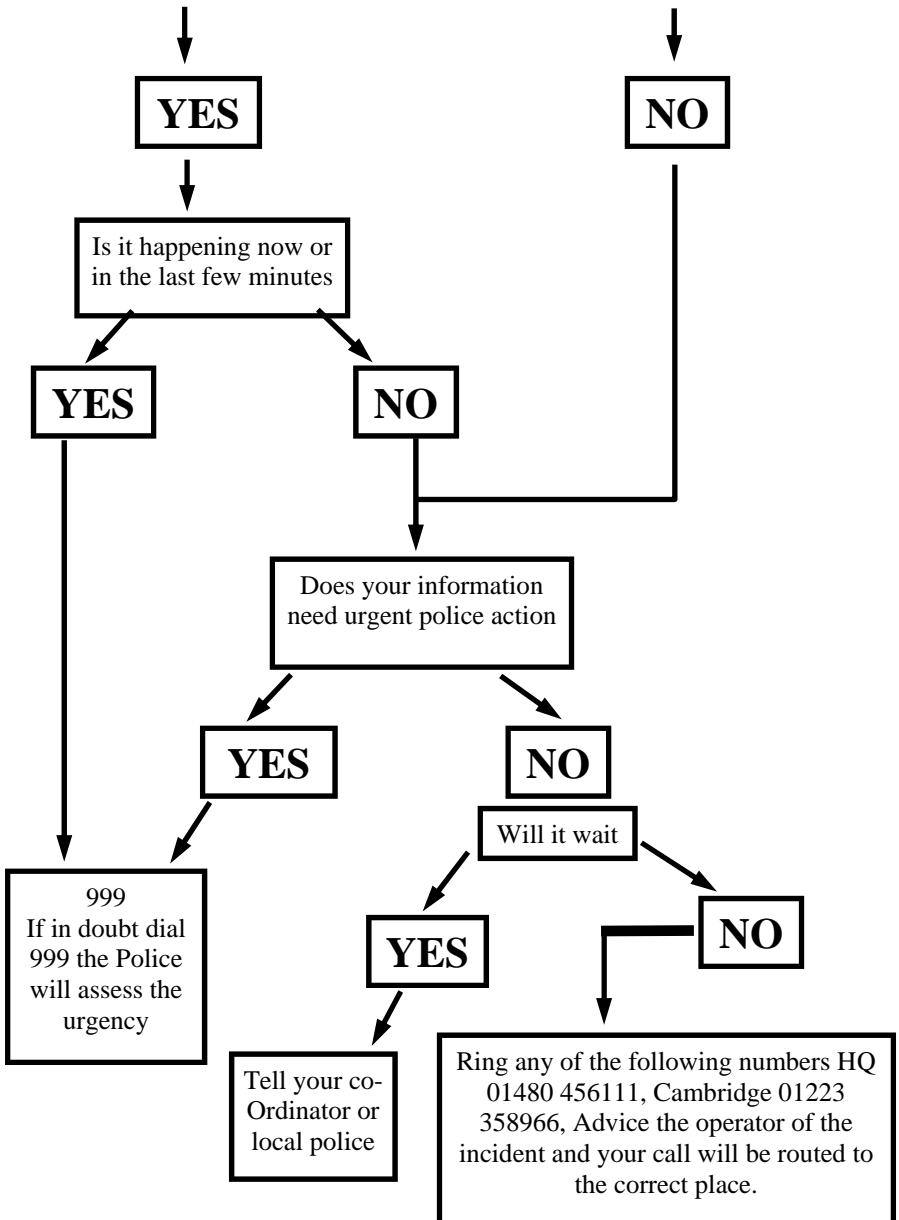 YES
NO
Is it happening now or
in the last few minutes
YES
NO
Does your information
need urgent police action
YES
NO
Will it wait
999
If in doubt dial
999 the Police
will assess the
urgency
YES
NO
Tell your co-
Ordinator or
local police
Ring any of the following numbers HQ
01480 456111, Cambridge 01223
358966, Advice the operator of the
incident and your call will be routed to
the correct place.